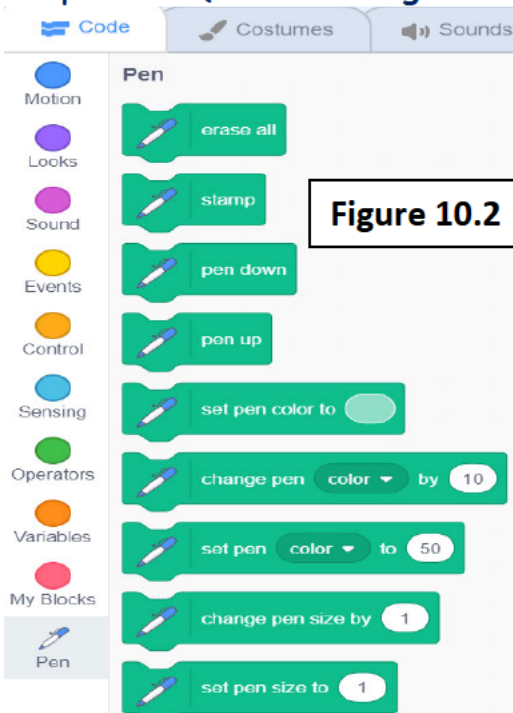 Code Costumes Sounds
Motion
Looks
Sound
Events
Control
Sensing
Operators
Variables
My Blocks
Pen
Pen
erase all
stamp
Figure 10.2
pen down
pen up
set pen color to
change pen color by 10
set pen color to 50
change pen size by 1
set pen size to 1